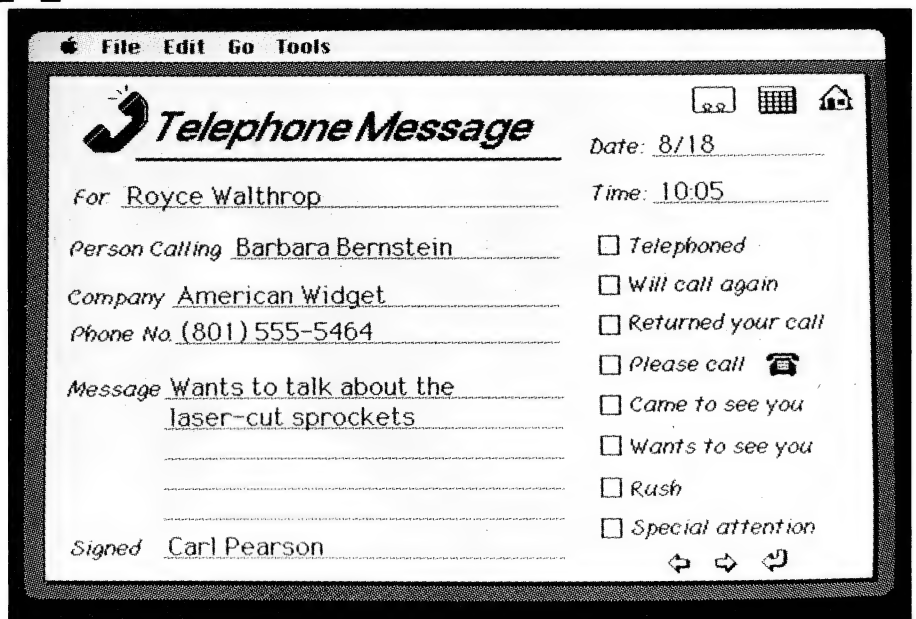 File Edit Go Tools
Telephone Message
Date: 8/18
For Royce Walthrop
Time: 10:05
Person Calling Barbara Bernstein
Company American Widget
Phone No. (801) 555-5464
Message Wants to talk about the
laser-cut sprockets
Signed Carl Pearson
Telephoned
Will call again
Returned your call
Please call
Came to see you
Wants to see you
Rush
Special attention